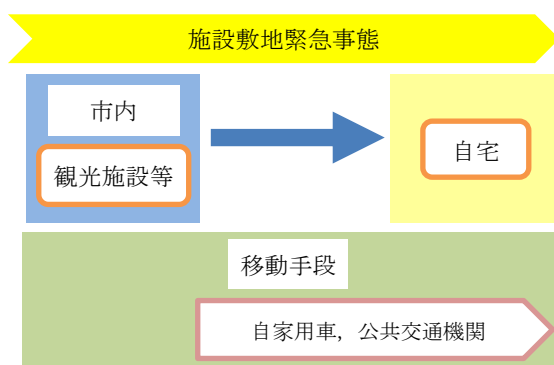 施設敷地緊急事態
市内
観光施設等
自宅
移動手段
自家用車，公共交通機関